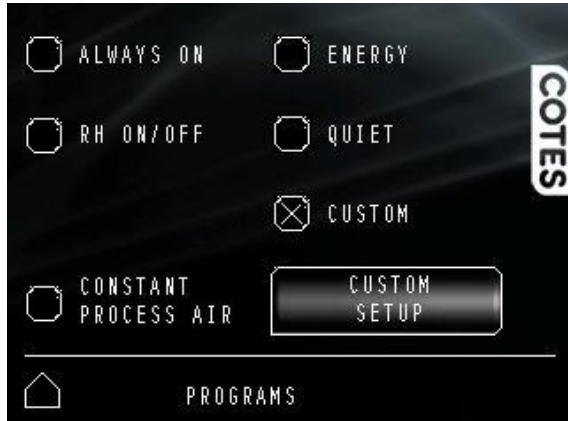 ALWAYS ON
ENERGY
RH ON/OFF
QUIET
CUSTOM
CONSTANT
PROCESS AIR
CUSTOM
SETUP
PROGRAMS
COTES